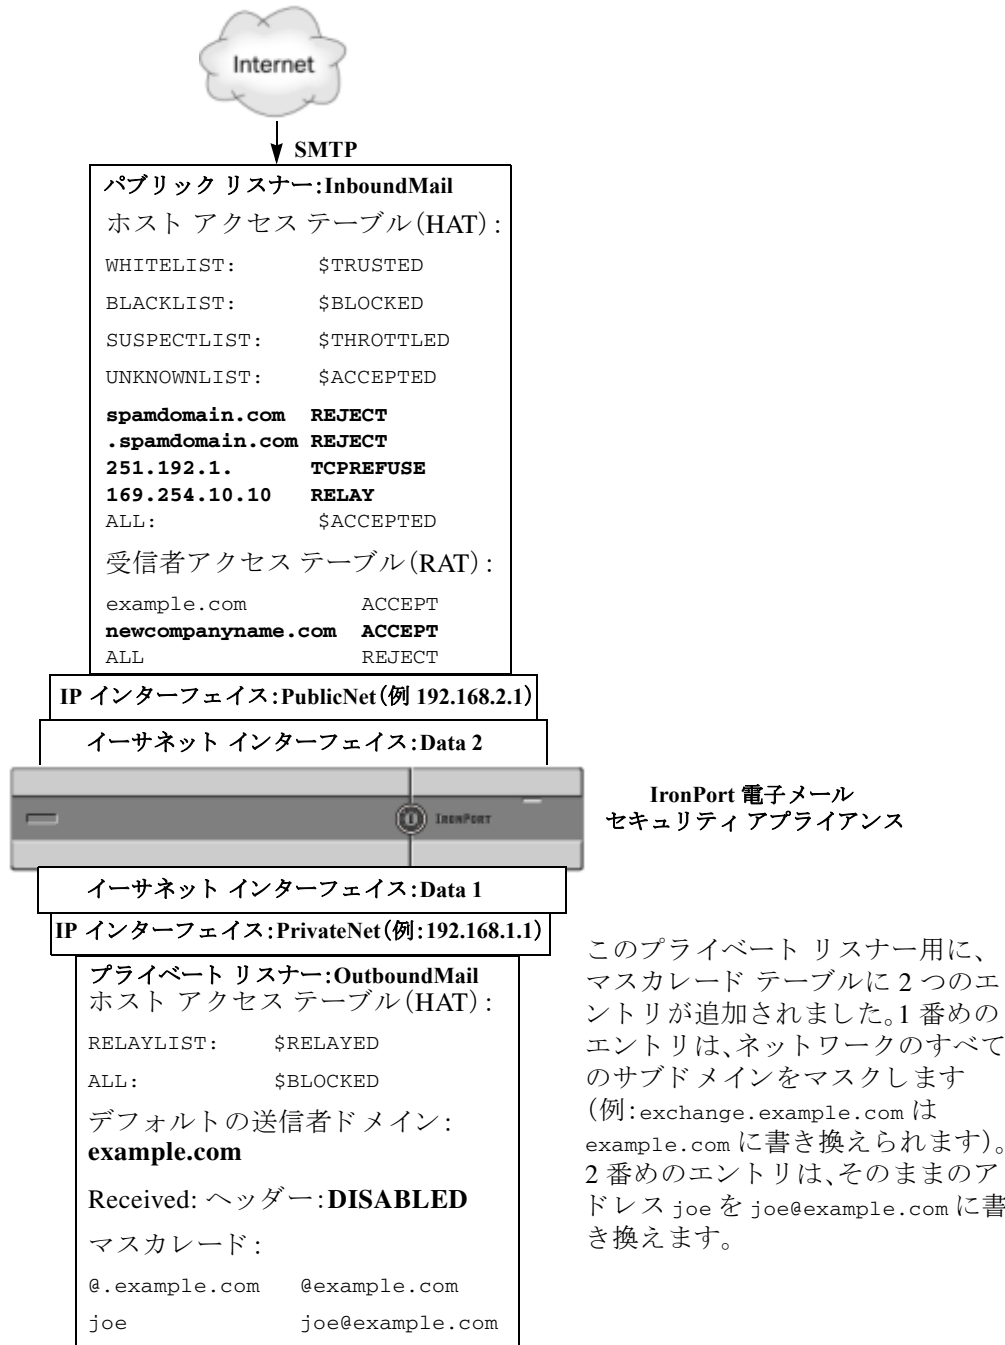 Internet
SMTP
パブリック リスナー:InboundMail
ホスト アクセス テーブル(HAT):
WHITELIST: $TRUSTED
BLACKLIST: $BLOCKED
SUSPECTLIST: $THROTTLED
UNKNOWNLIST: $ACCEPTED
spamdomain.com REJECT
.spamdomain.com REJECT
251.192.1. TCPREFUSE
169.254.10.10 RELAY
ALL: $ACCEPTED
受信者アクセス テーブル(RAT):
example.com ACCEPT
newcompanyname.com ACCEPT
ALL REJECT
IP インターフェイス:PublicNet(例 192.168.2.1)
イーサネット インターフェイス:Data 2
IRONPORT
IronPort 電子メール
セキュリティ アプライアンス
イーサネット インターフェイス:Data 1
IP インターフェイス:PrivateNet(例:192.168.1.1)
プライベート リスナー:OutboundMail
ホスト アクセス テーブル(HAT):
RELAYLIST: $RELAYED
ALL: $BLOCKED
デフォルトの送信者ドメイン:
example.com
Received: ヘッダー:DISABLED
マスカレード:
@.example.com @example.com
joe joe@example.com
このプライベート リスナー用に、
マスカレード テーブルに 2 つのエ
ントリが追加されました。1 番めの
エントリは、ネットワークのすべて
のサブドメインをマスクします
(例:exchange.example.com は
example.com に書き換えられます)。
2 番めのエントリは、そのままのア
ドレス joe を joe@example.com に書
き換えます。